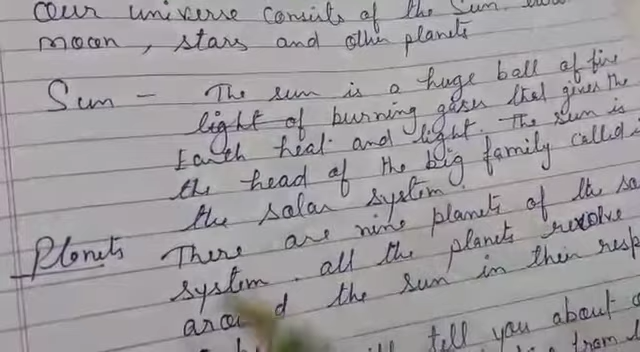 our universe consists of the Sun
moon, stars and other planets
Sun - The sun is a huge ball of fire
light of burning gases that gives the
Earth heat and light. The sun is
the head of the big family called
the solar system.
Planets There are nine planets of the
system. all the planets revolve
the sun in their
tell you about
from